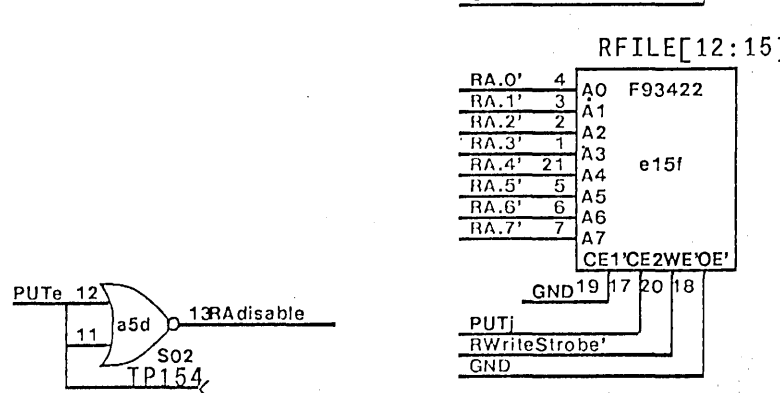 RFILE[12:15]
RA.0' 4 A0 F93422
RA.1' 3 A1
RA.2' 2 A2
RA.3' 1 A3
RA.4' 21 A4 e15f
RA.5' 5 A5
RA.6' 6 A6
RA.7' 7 A7
CE1'CE2WE'OE'
GND 19 17 20 18
PUTe 12 13RAdisable
11 a5d
S02
TP154
PUTj
RWriteStrobe'
GND